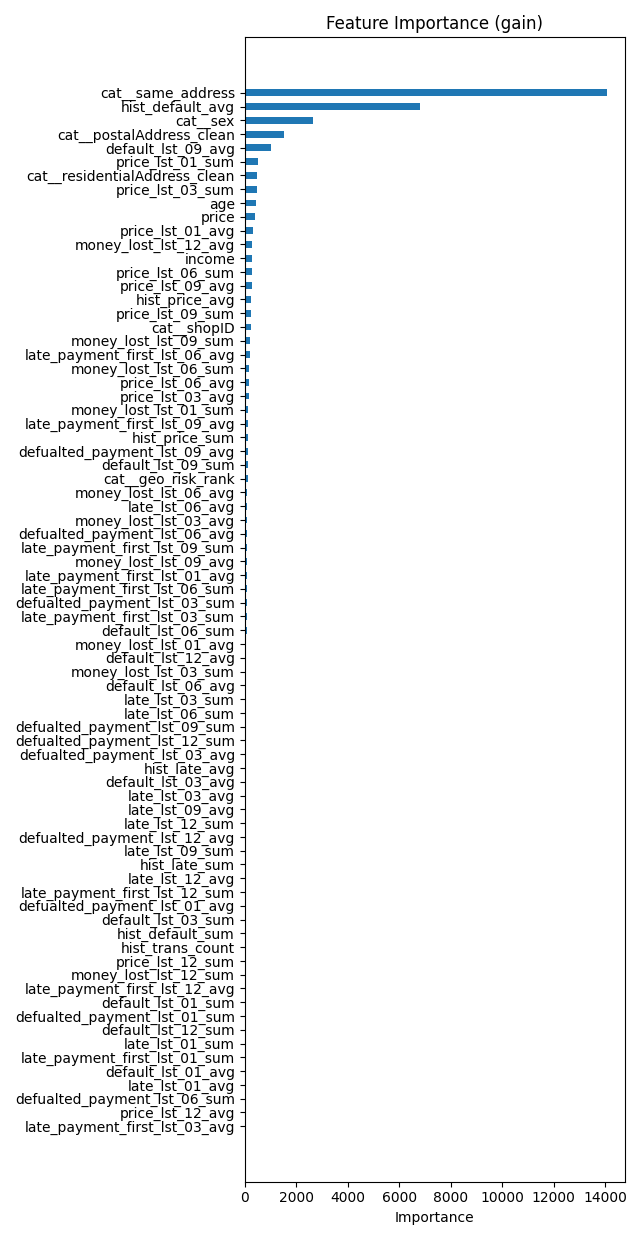 Feature Importance (gain)
cat__same_address
hist_default_avg
cat__sex
cat__postalAddress_clean
default_lst_09_avg
price_lst_01_sum
cat__residentialAddress_clean
price_lst_03_sum
age
price
price_lst_01_avg
money_lost_lst_12_avg
income
price_lst_06_sum
price_lst_09_avg
hist_price_avg
price_lst_09_sum
cat__shopID
money_lost_lst_09_sum
late_payment_first_lst_06_avg
money_lost_lst_06_sum
price_lst_06_avg
price_lst_03_avg
money_lost_lst_01_sum
late_payment_first_lst_09_avg
hist_price_sum
defualted_payment_lst_09_avg
default_lst_09_sum
cat__geo_risk_rank
money_lost_lst_06_avg
late_lst_06_avg
money_lost_lst_03_avg
defualted_payment_lst_06_avg
late_payment_first_lst_09_sum
money_lost_lst_09_avg
late_payment_first_lst_01_avg
late_payment_first_lst_06_sum
defualted_payment_lst_03_sum
late_payment_first_lst_03_sum
default_lst_06_sum
money_lost_lst_01_avg
default_lst_12_avg
money_lost_lst_03_sum
default_lst_06_avg
late_lst_03_sum
late_lst_06_sum
defualted_payment_lst_09_sum
defualted_payment_lst_12_sum
defualted_payment_lst_03_avg
hist_late_avg
default_lst_03_avg
late_lst_03_avg
late_lst_09_avg
late_lst_12_sum
defualted_payment_lst_12_avg
late_lst_09_sum
hist_late_sum
late_lst_12_avg
late_payment_first_lst_12_sum
defualted_payment_lst_01_avg
default_lst_03_sum
hist_default_sum
hist_trans_count
price_lst_12_sum
money_lost_lst_12_sum
late_payment_first_lst_12_avg
default_lst_01_sum
defualted_payment_lst_01_sum
default_lst_12_sum
late_lst_01_sum
late_payment_first_lst_01_sum
default_lst_01_avg
late_lst_01_avg
defualted_payment_lst_06_sum
price_lst_12_avg
late_payment_first_lst_03_avg
0 2000 4000 6000 8000 10000 12000 14000
Importance